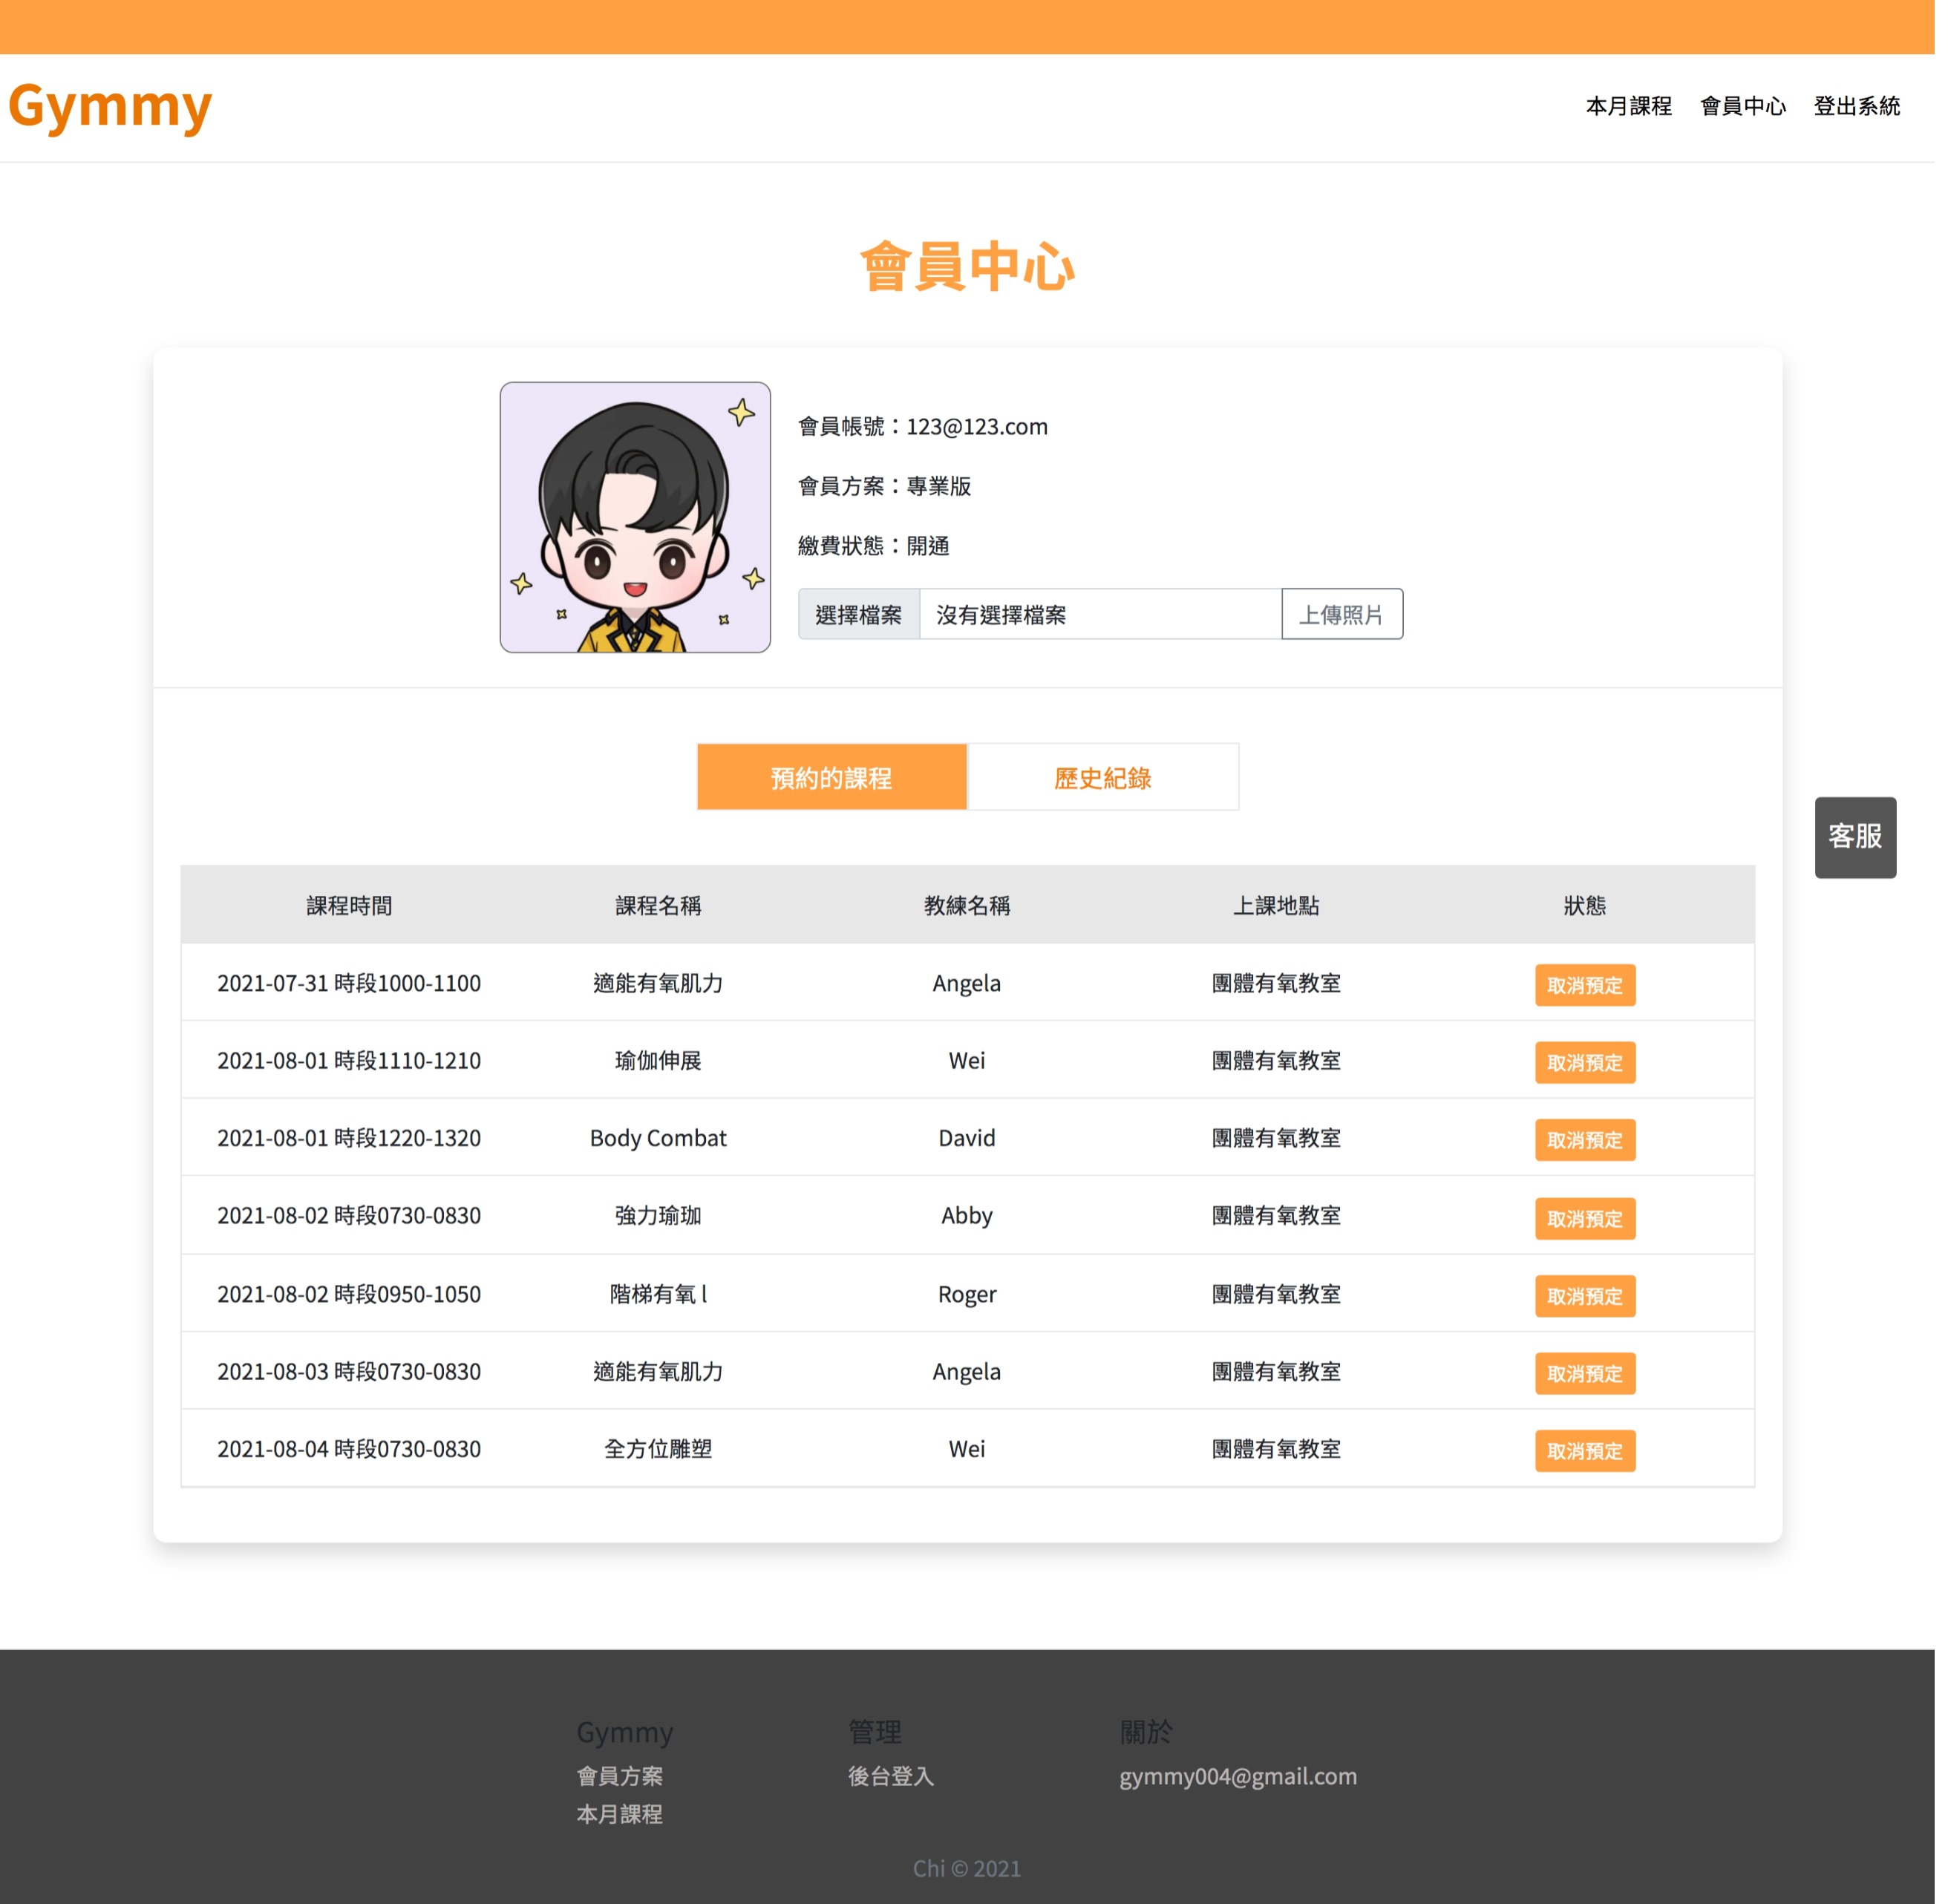 Gymmy
本月課程 會員中心 登出系統
會員中心
會員帳號：123@123.com
會員方案：專業版
繳費狀態：開通
選擇檔案 沒有選擇檔案 上傳照片
預約的課程 歷史紀錄
客服
課程時間 課程名稱 教練名稱 上課地點 狀態
2021-07-31 時段1000-1100 適能有氧肌力 Angela 團體有氧教室 取消預定
2021-08-01 時段1110-1210 瑜伽伸展 Wei 團體有氧教室 取消預定
2021-08-01 時段1220-1320 Body Combat David 團體有氧教室 取消預定
2021-08-02 時段0730-0830 強力瑜珈 Abby 團體有氧教室 取消預定
2021-08-02 時段0950-1050 階梯有氧 l Roger 團體有氧教室 取消預定
2021-08-03 時段0730-0830 適能有氧肌力 Angela 團體有氧教室 取消預定
2021-08-04 時段0730-0830 全方位雕塑 Wei 團體有氧教室 取消預定
Gymmy 管理 關於
會員方案 後台登入 gymmy004@gmail.com
本月課程
Chi © 2021